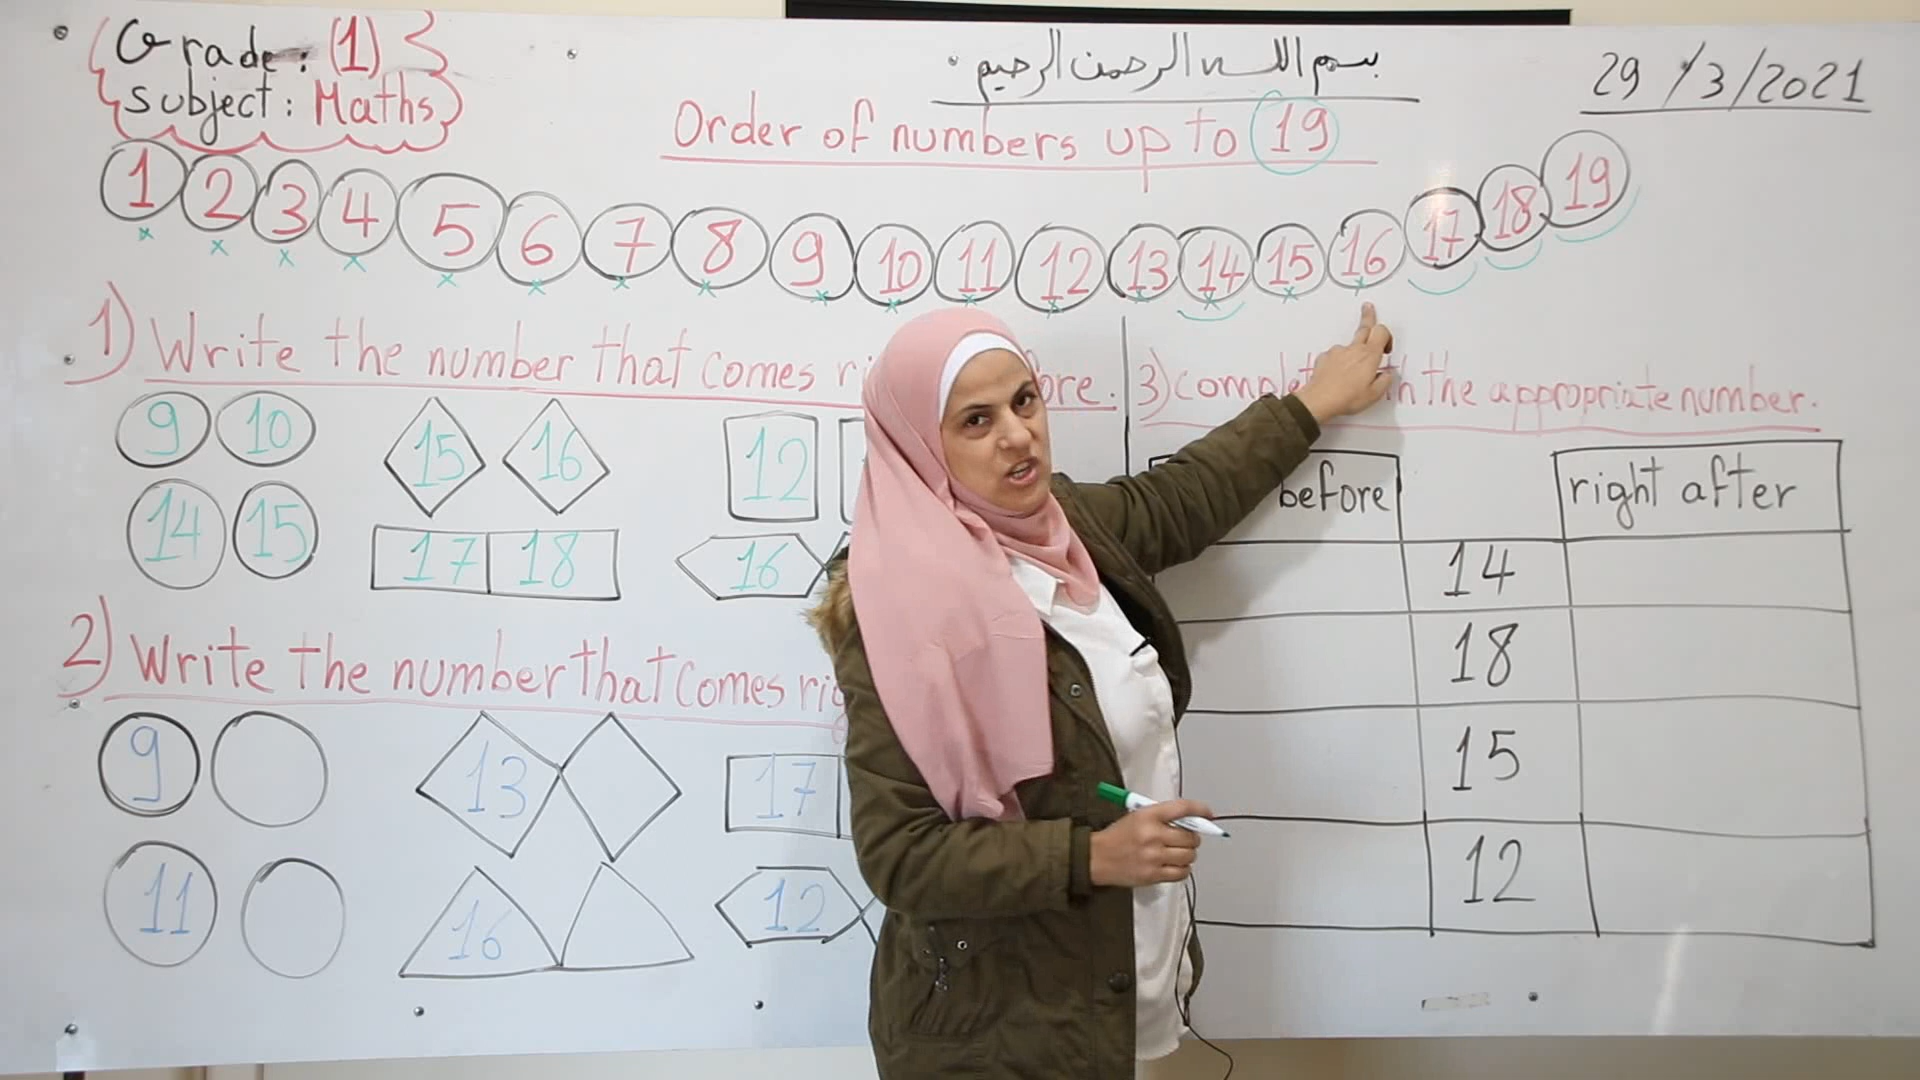 Grade: (1)
subject: Maths
بسم الله الرحمن الرحيم
29/3/2021
Order of numbers up to 19
1 2 3 4 5 6 7 8 9 10 11 12 13 14 15 16 17 18 19
1) Write the number that comes
9 10 15 16 12
14 15 17 18 16
2) Write the number that comes
9 13 17
11 16 12
3) complete the appropriate number.
before right after
14
18
15
12